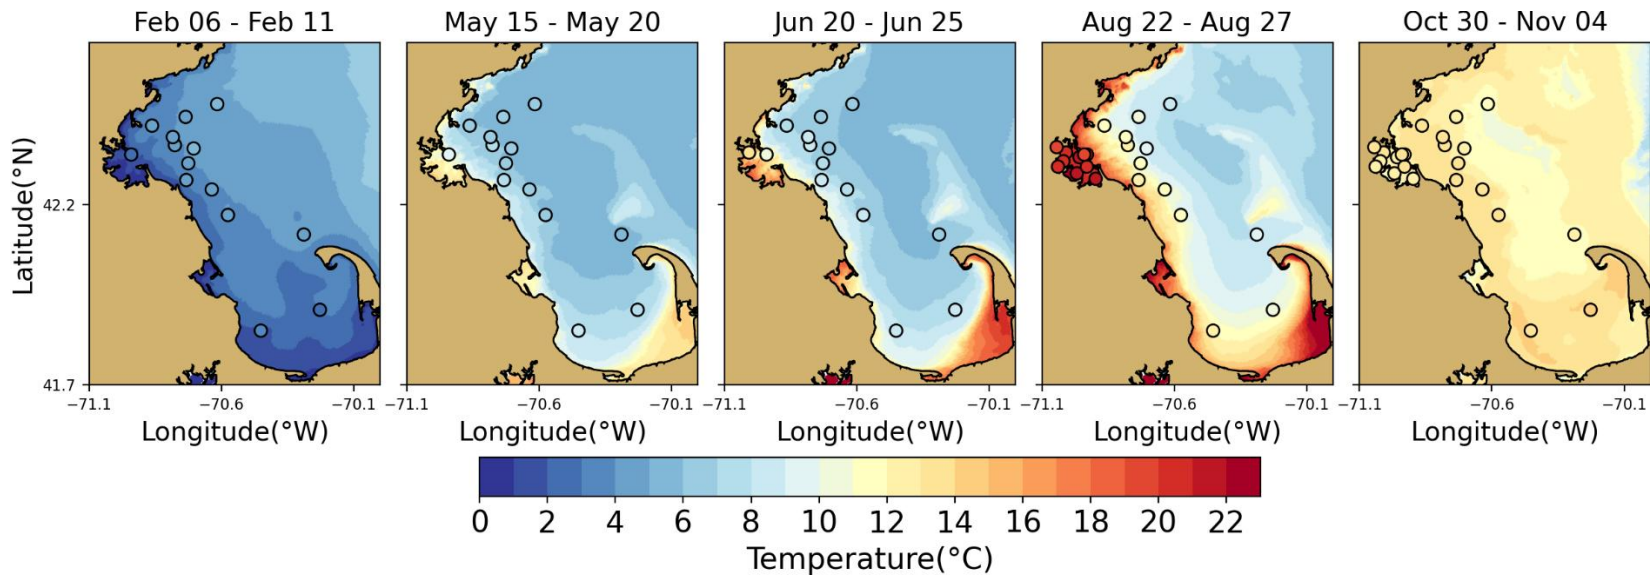 Feb 06 - Feb 11 May 15 - May 20 Jun 20 - Jun 25 Aug 22 - Aug 27 Oct 30 - Nov 04
Latitude(°N)
42.2
41.7
−71.1 −70.6 −70.1 −71.1 −70.6 −70.1 −71.1 −70.6 −70.1 −71.1 −70.6 −70.1 −71.1 −70.6 −70.1
Longitude(°W) Longitude(°W) Longitude(°W) Longitude(°W) Longitude(°W)
0 2 4 6 8 10 12 14 16 18 20 22
Temperature(°C)